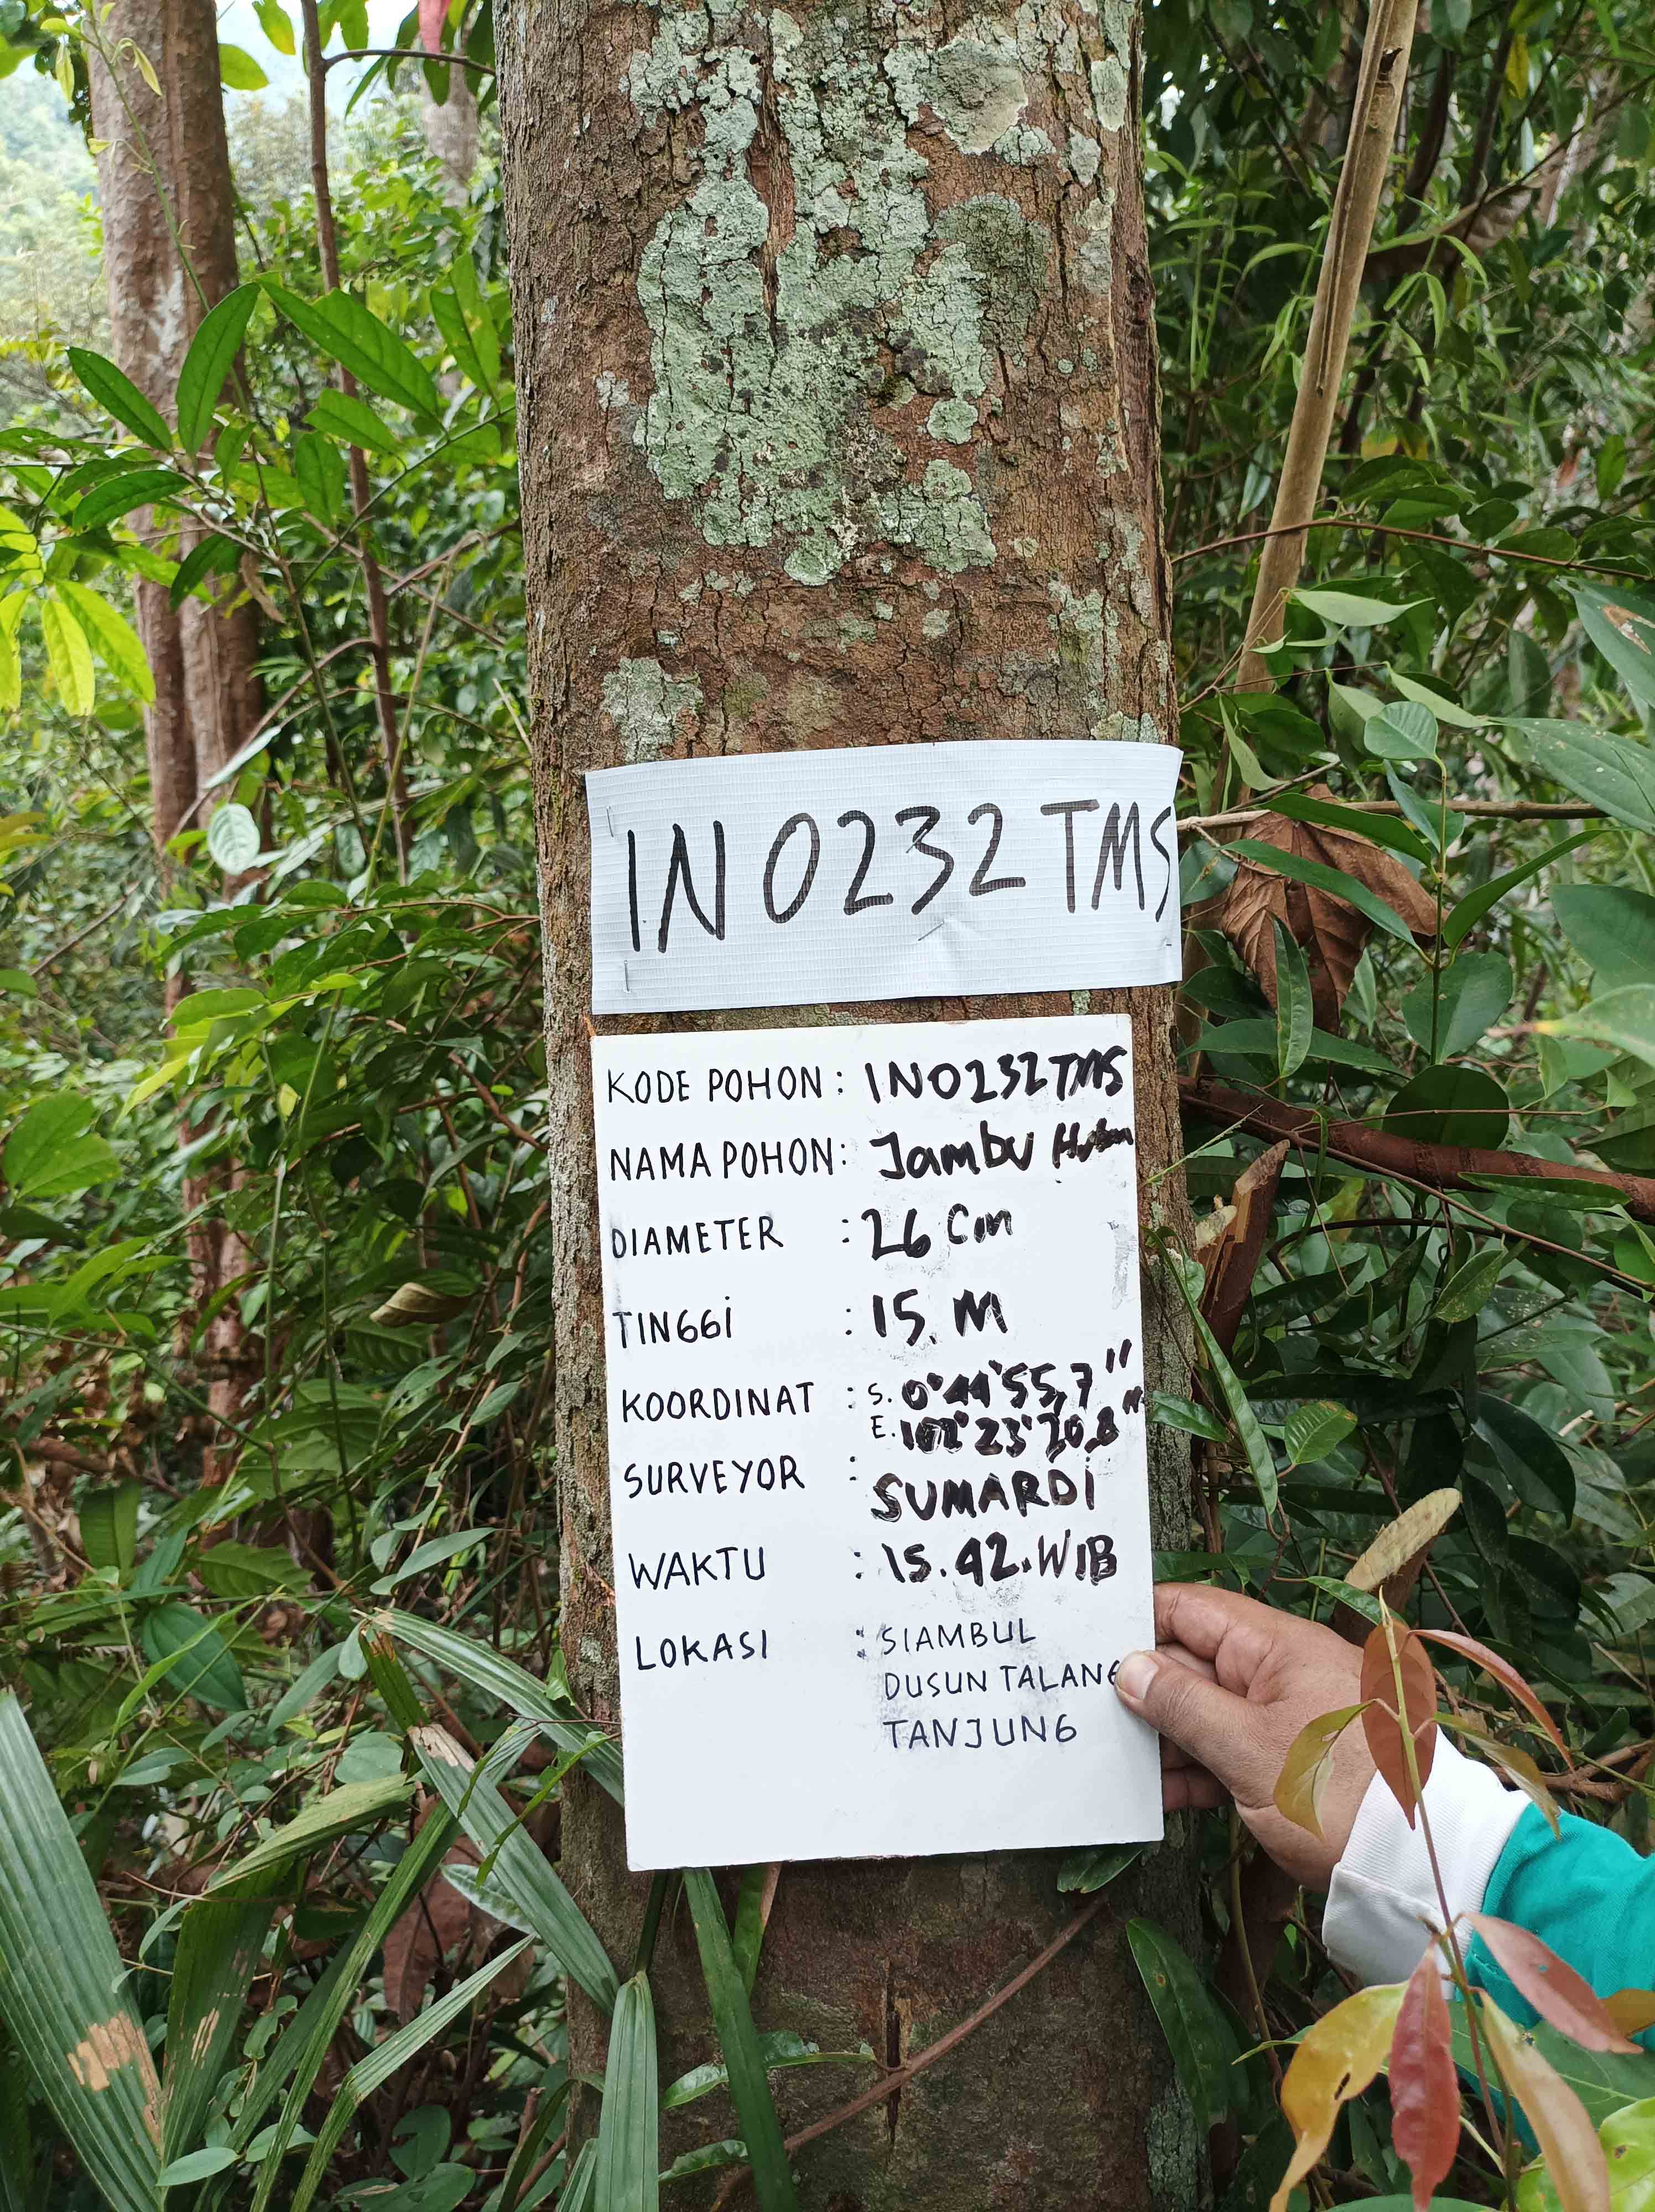 IN0232TMS
KODE POHON : IN0232TMS
NAMA POHON : Jambu Hutan
DIAMETER : 26 cm
TINGGI : 15. M
KOORDINAT : S. 0°44'55,7"
E. 102°23'20,8"
SURVEYOR : SUMARDI
WAKTU : 15.42.WIB
LOKASI : SIAMBUL
DUSUN TALANG
TANJUNG